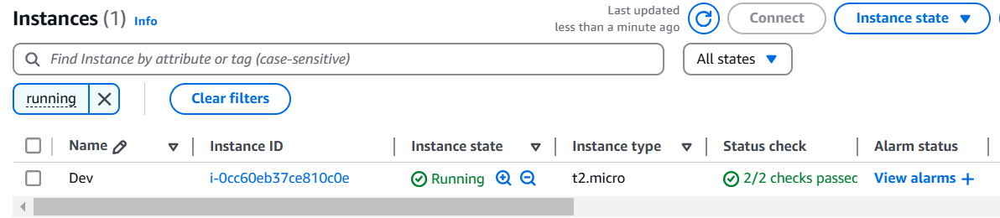 Instances (1) Info
Last updated
less than a minute ago
Connect
Instance state
Find Instance by attribute or tag (case-sensitive)
All states
running
Clear filters
Name Instance ID Instance state Instance type Status check Alarm status
Dev i-0cc60eb37ce810c0e Running t2.micro 2/2 checks passec View alarms +